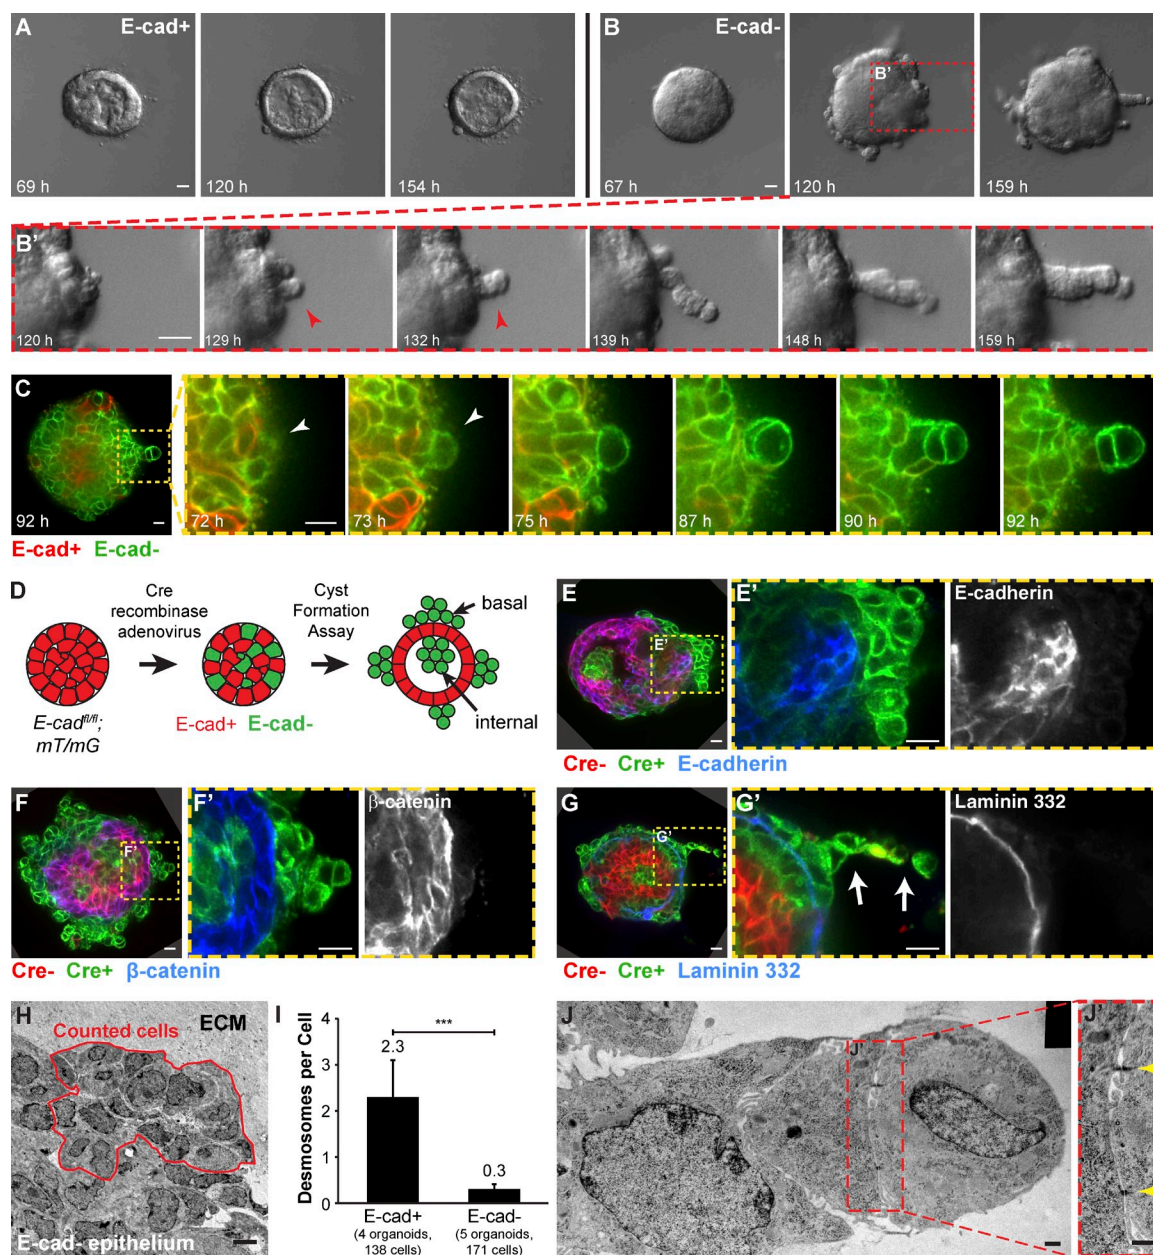 A E-cad+
69 h
120 h
154 h
B E-cad-
B'
67 h
120 h
159 h
B'
120 h
129 h
132 h
139 h
148 h
159 h
C
92 h
72 h
73 h
75 h
87 h
90 h
92 h
E-cad+ E-cad-
D
Cre
recombinase
adenovirus
Cyst
Formation
Assay
basal
internal
E-cadfl/fl;
mT/mG
E-cad+ E-cad-
E
E'
E'
E-cadherin
Cre- Cre+ E-cadherin
F
F'
F'
β-catenin
Cre- Cre+ β-catenin
G
G'
G'
Laminin 332
Cre- Cre+ Laminin 332
H
Counted cells
ECM
E-cad- epithelium
I
Desmosomes per Cell
4
3
2
1
0
***
2.3
0.3
E-cad+
(4 organoids,
138 cells)
E-cad-
(5 organoids,
171 cells)
J
J'
J'